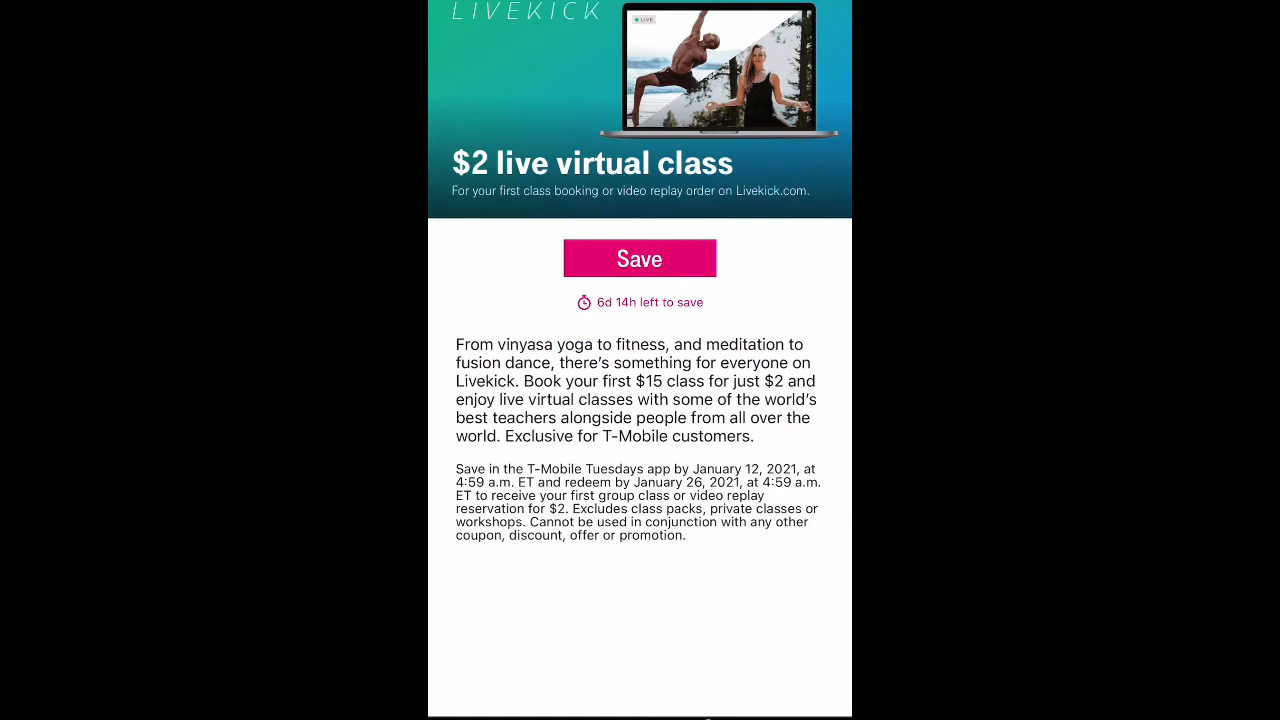 LIVEKICK
LIVE
$2 live virtual class
For your first class booking or video replay order on Livekick.com.
Save
6d 14h left to save
From vinyasa yoga to fitness, and meditation to
fusion dance, there's something for everyone on
Livekick. Book your first $15 class for just $2 and
enjoy live virtual classes with some of the world's
best teachers alongside people from all over the
world. Exclusive for T-Mobile customers.
Save in the T-Mobile Tuesdays app by January 12, 2021, at
4:59 a.m. ET and redeem by January 26, 2021, at 4:59 a.m.
ET to receive your first group class or video replay
reservation for $2. Excludes class packs, private classes or
workshops. Cannot be used in conjunction with any other
coupon, discount, offer or promotion.